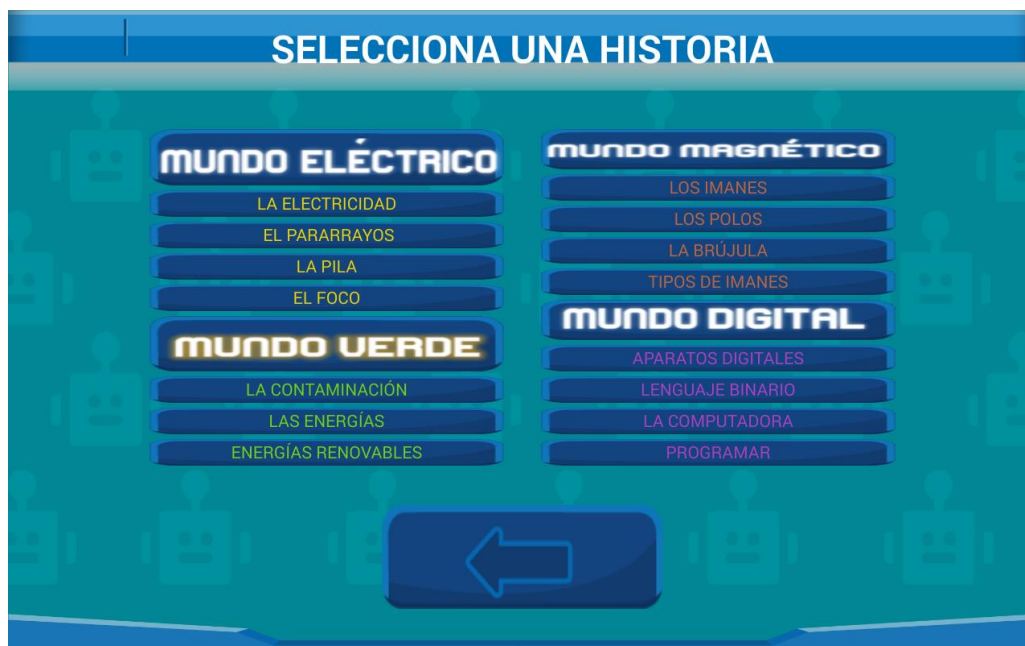 SELECCIONA UNA HISTORIA
MUNDO ELÉCTRICO
LA ELECTRICIDAD
EL PARARRAYOS
LA PILA
EL FOCO
MUNDO VERDE
LA CONTAMINACIÓN
LAS ENERGÍAS
ENERGÍAS RENOVABLES
MUNDO MAGNÉTICO
LOS IMANES
LOS POLOS
LA BRÚJULA
TIPOS DE IMANES
MUNDO DIGITAL
APARATOS DIGITALES
LENGUAJE BINARIO
LA COMPUTADORA
PROGRAMAR